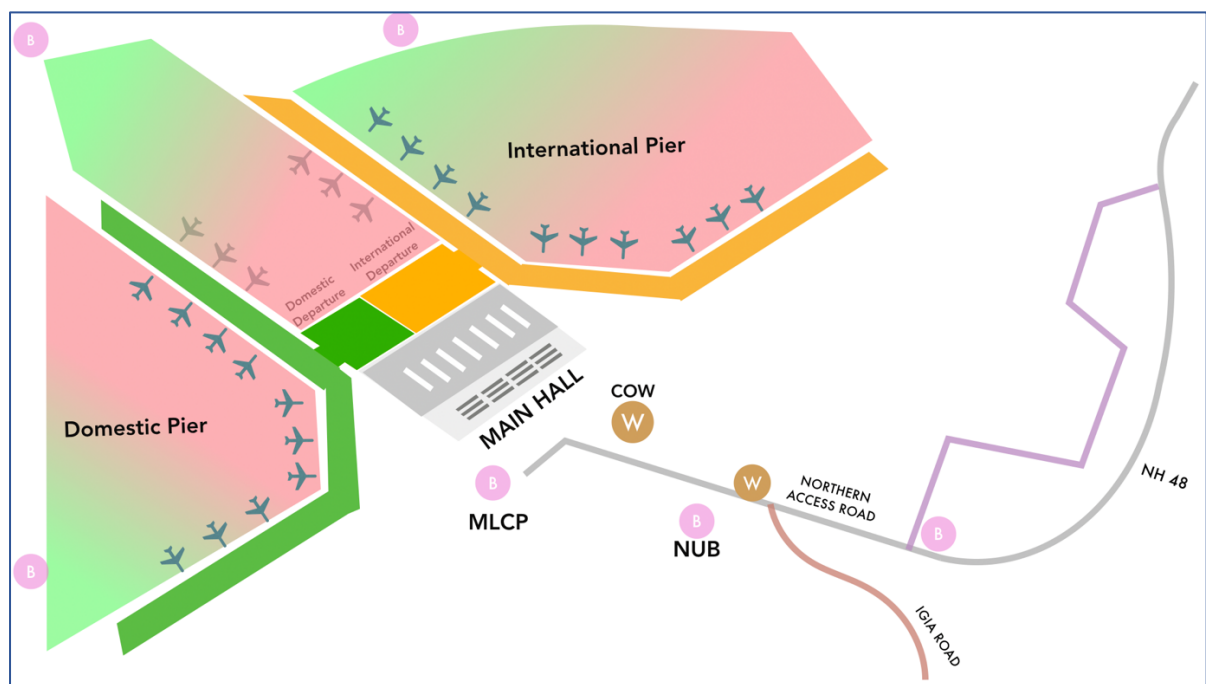 B
B
International Pier
International
Departure
Domestic
Departure
Domestic Pier
MAIN HALL
COW
W
W
B
MLCP
B
NUB
NORTHERN
ACCESS ROAD
B
NH 48
B
IGIA ROAD